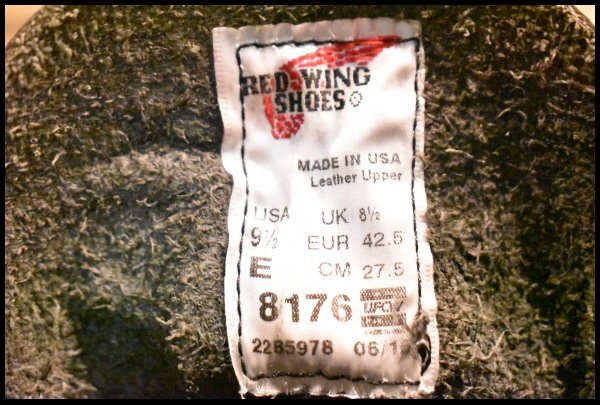 RED WING
SHOES®
MADE IN USA
Leather Upper
USA UK 8½
9½ EUR 42.5
E CM 27.5
8176
2285978 06/1